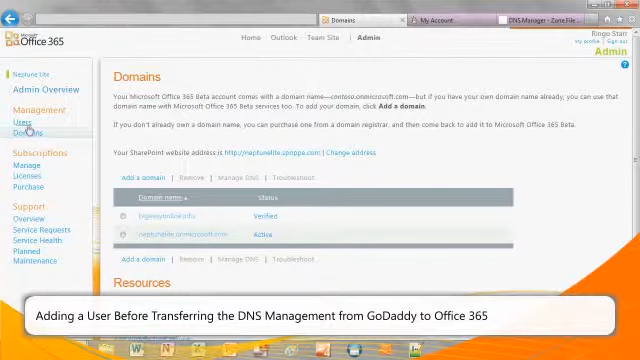 Domains
My Account
DNS Manager - Zone File...
Microsoft
Office 365
Home
Outlook
Team Site
Admin
Ringo Starr
my profile
Sign out
Admin
Neptune Lite
Admin Overview
Management
Users
Domains
Subscriptions
Manage
Licenses
Purchase
Support
Overview
Service Requests
Service Health
Planned
Maintenance
Domains
Your Microsoft Office 365 Beta account comes with a domain name—contoso.onmicrosoft.com—but if you have your own domain name already, you can use that
domain name with Microsoft Office 365 Beta services too. To add your domain, click Add a domain.
If you don't already own a domain name, you can purchase one from a domain registrar, and then come back to add it to Microsoft Office 365 Beta.
Your SharePoint website address is http://neptunelite.spoppe.com | Change address
Add a domain | Remove | Manage DNS | Troubleshoot
Domain name Status
Verified
neptunelite.onmicrosoft.com Active
Add a domain | Remove | Manage DNS | Troubleshoot
Resources
Adding a User Before Transferring the DNS Management from GoDaddy to Office 365